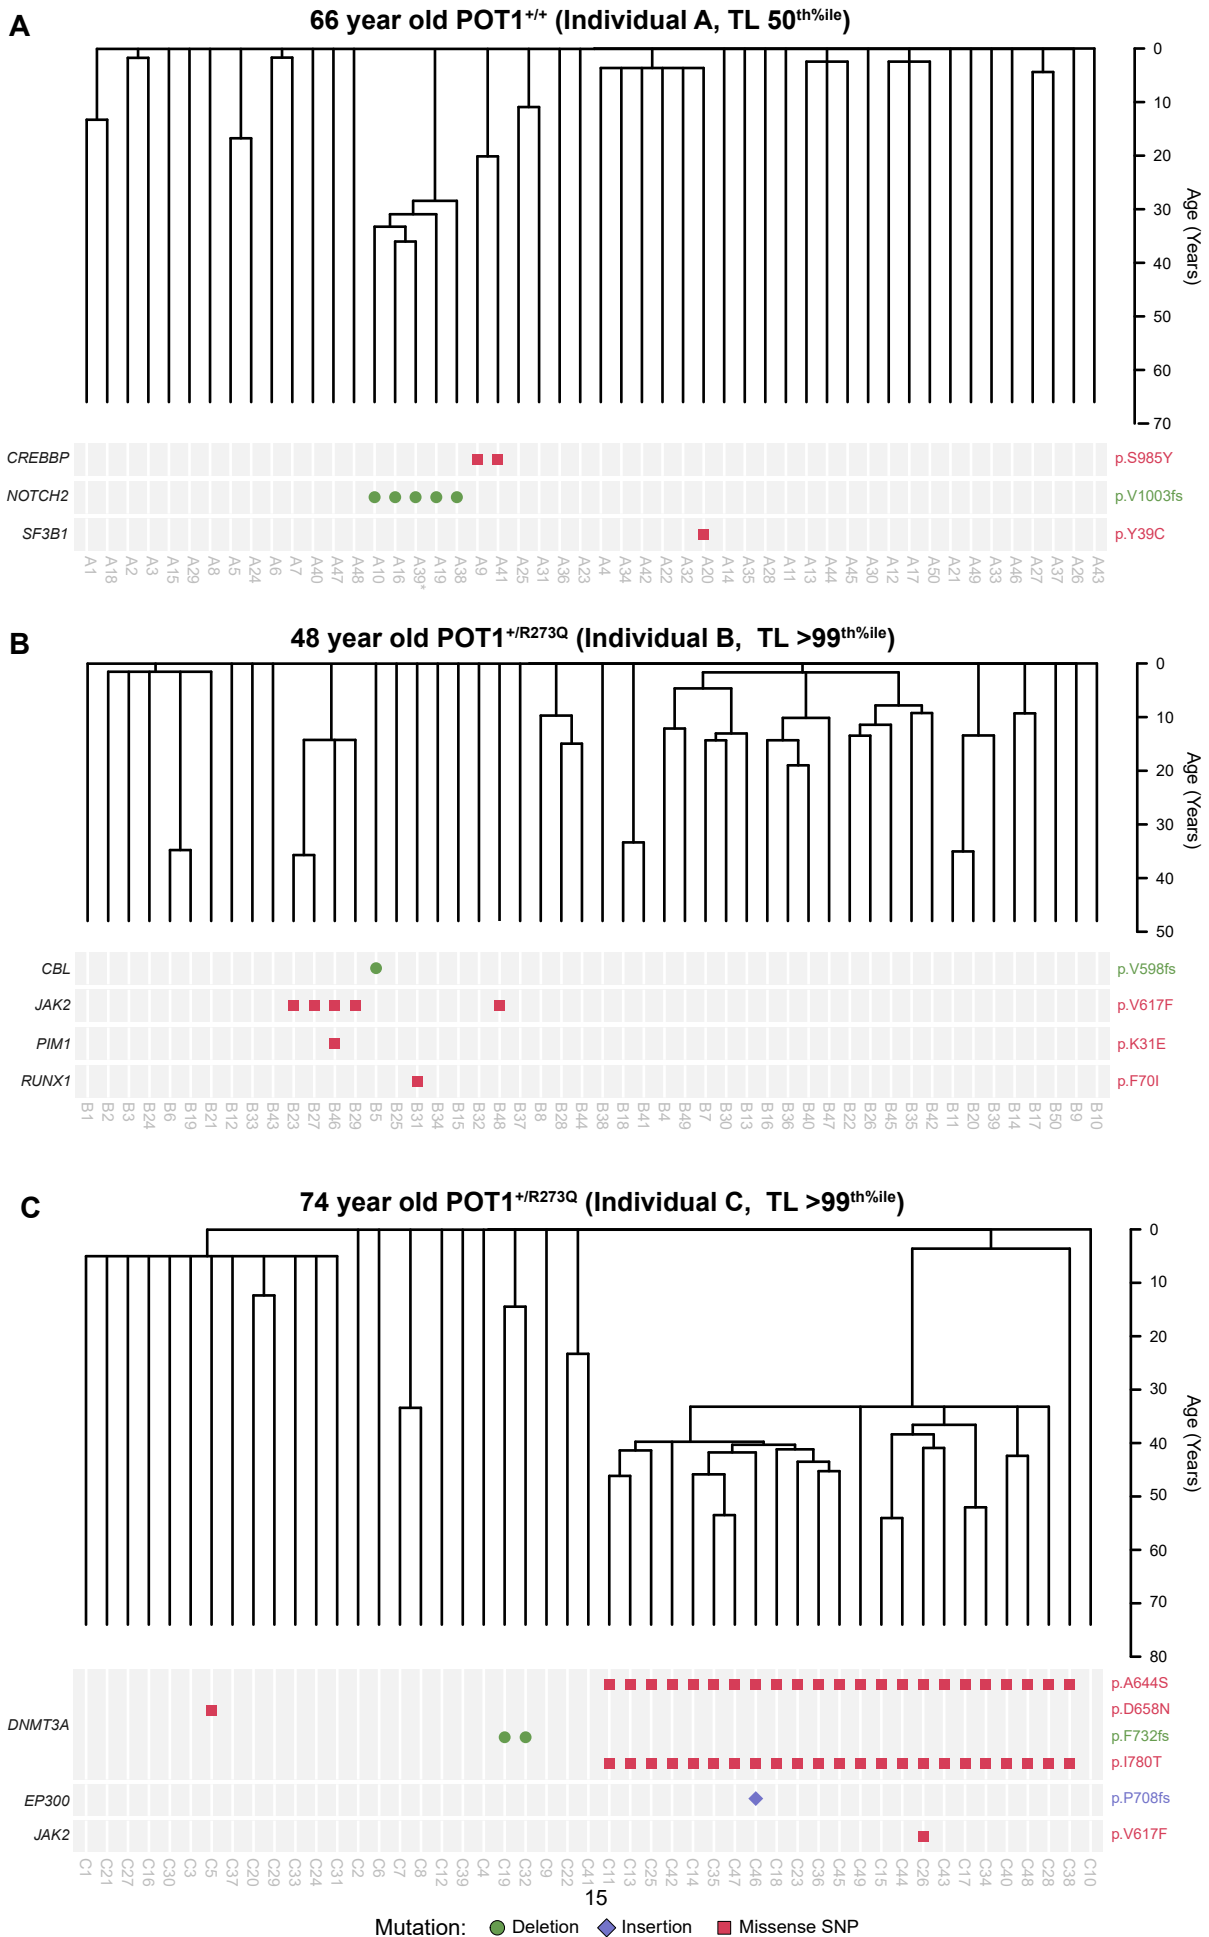 A
66 year old POT1+/+ (Individual A, TL 50th%ile)
0
10
20
30
40
50
60
70
Age (Years)
CREBBP p.S985Y
NOTCH2 p.V1003fs
SF3B1 p.Y39C
A1 A18 A2 A3 A15 A29 A8 A5 A24 A6 A7 A40 A47 A48 A10 A16 A39* A19 A38 A9 A41 A25 A31 A36 A23 A4 A34 A42 A22 A32 A20 A14 A35 A28 A11 A13 A44 A45 A30 A12 A17 A50 A21 A49 A33 A46 A27 A37 A26 A43
B
48 year old POT1+/R273Q (Individual B, TL >99th%ile)
0
10
20
30
40
50
Age (Years)
CBL p.V598fs
JAK2 p.V617F
PIM1 p.K31E
RUNX1 p.F70I
B1 B2 B3 B24 B6 B19 B21 B12 B33 B43 B23 B27 B46 B29 B5 B25 B31 B34 B15 B32 B48 B37 B8 B28 B44 B38 B18 B41 B4 B49 B7 B30 B13 B16 B36 B40 B47 B22 B26 B45 B35 B42 B11 B20 B39 B14 B17 B50 B9 B10
C
74 year old POT1+/R273Q (Individual C, TL >99th%ile)
0
10
20
30
40
50
60
70
80
Age (Years)
p.A644S
p.D658N
DNMT3A
p.F732fs
p.I780T
EP300 p.P708fs
JAK2 p.V617F
C1 C21 C27 C16 C30 C3 C5 C37 C20 C29 C33 C24 C31 C2 C6 C7 C8 C12 C39 C4 C19 C32 C9 C22 C41 C11 C13 C25 C42 C14 C35 C47 C46 C18 C23 C36 C45 C49 C15 C44 C26 C43 C17 C34 C40 C48 C28 C38 C10
15
Mutation: Deletion Insertion Missense SNP